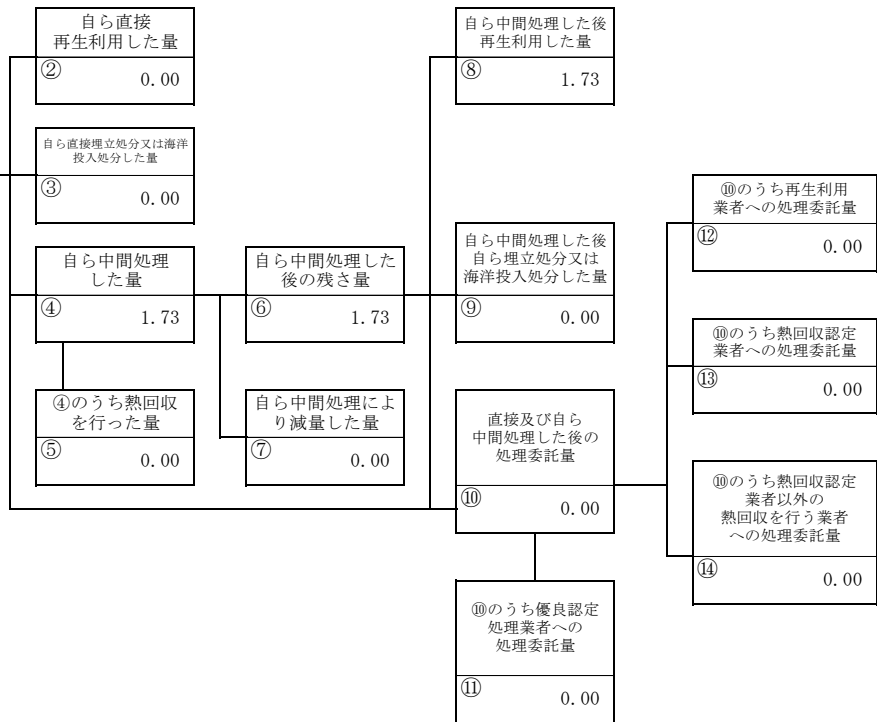 自ら直接
再生利用した量
②
0.00
自ら直接埋立処分又は海洋
投入処分した量
③
0.00
自ら中間処理
した量
④
1.73
④のうち熱回収
を行った量
⑤
0.00
自ら中間処理した
後の残さ量
⑥
1.73
自ら中間処理によ
り減量した量
⑦
0.00
自ら中間処理した後
再生利用した量
⑧
1.73
自ら中間処理した後
自ら埋立処分又は
海洋投入処分した量
⑨
0.00
直接及び自ら
中間処理した後の
処理委託量
⑩
0.00
⑩のうち優良認定
処理業者への
処理委託量
⑪
0.00
⑩のうち再生利用
業者への処理委託量
⑫
0.00
⑩のうち熱回収認定
業者への処理委託量
⑬
0.00
⑩のうち熱回収認定
業者以外の
熱回収を行う業者
への処理委託量
⑭
0.00